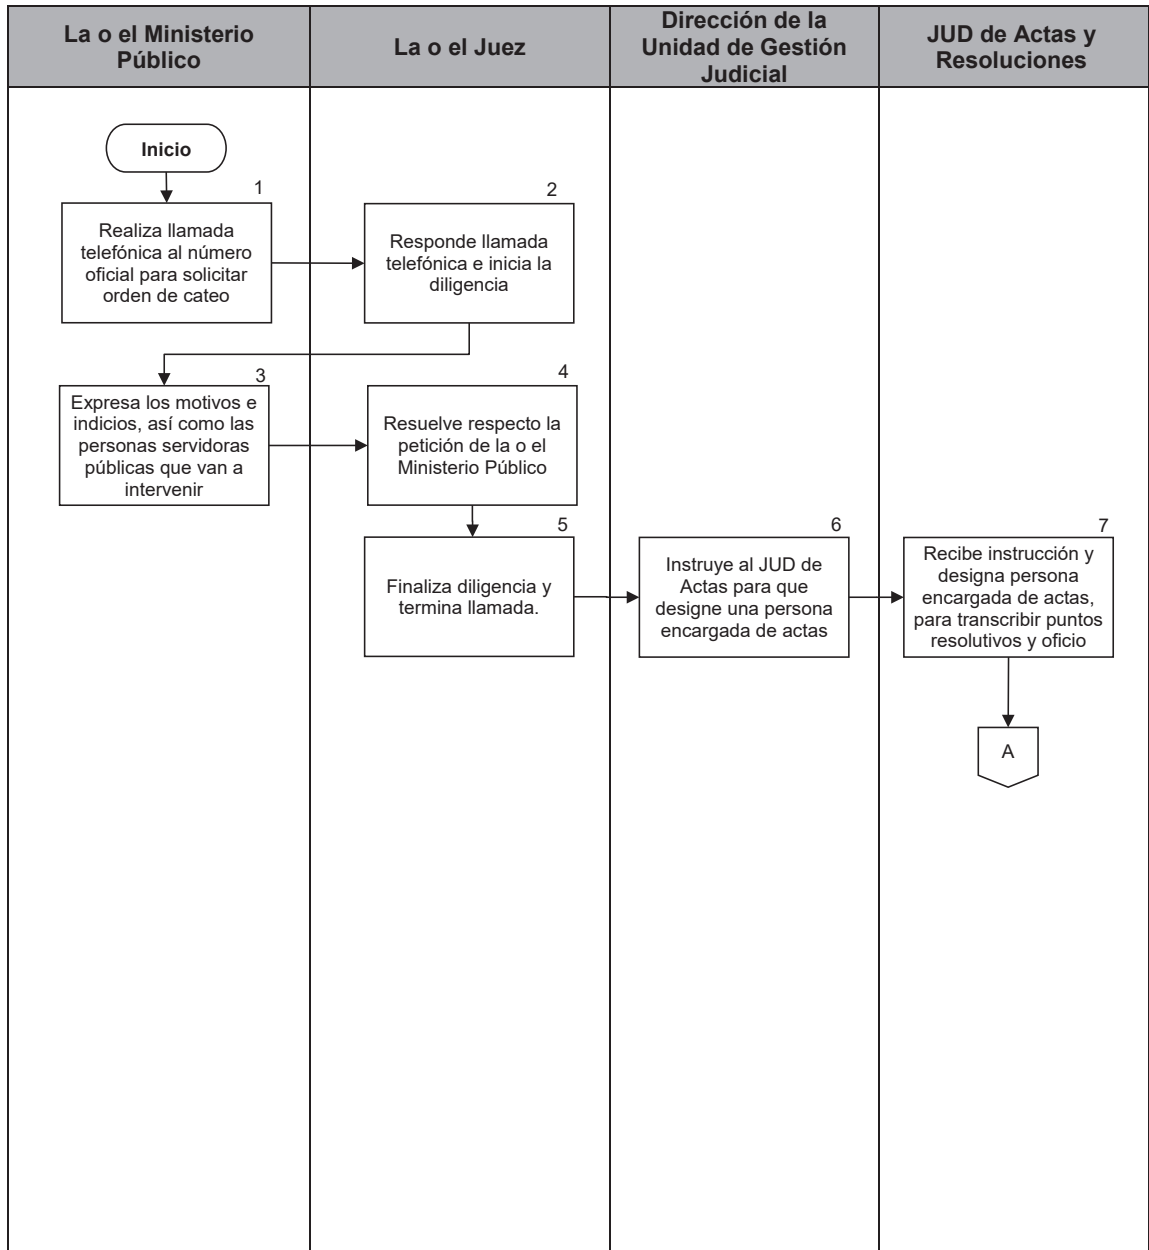 La o el Ministerio
Público
La o el Juez
Dirección de la
Unidad de Gestión
Judicial
JUD de Actas y
Resoluciones
Inicio
1
Realiza llamada
telefónica al número
oficial para solicitar
orden de cateo
2
Responde llamada
telefónica e inicia la
diligencia
3
Expresa los motivos e
indicios, así como las
personas servidoras
públicas que van a
intervenir
4
Resuelve respecto la
petición de la o el
Ministerio Público
5
Finaliza diligencia y
termina llamada.
6
Instruye al JUD de
Actas para que
designe una persona
encargada de actas
7
Recibe instrucción y
designa persona
encargada de actas,
para transcribir puntos
resolutivos y oficio
A